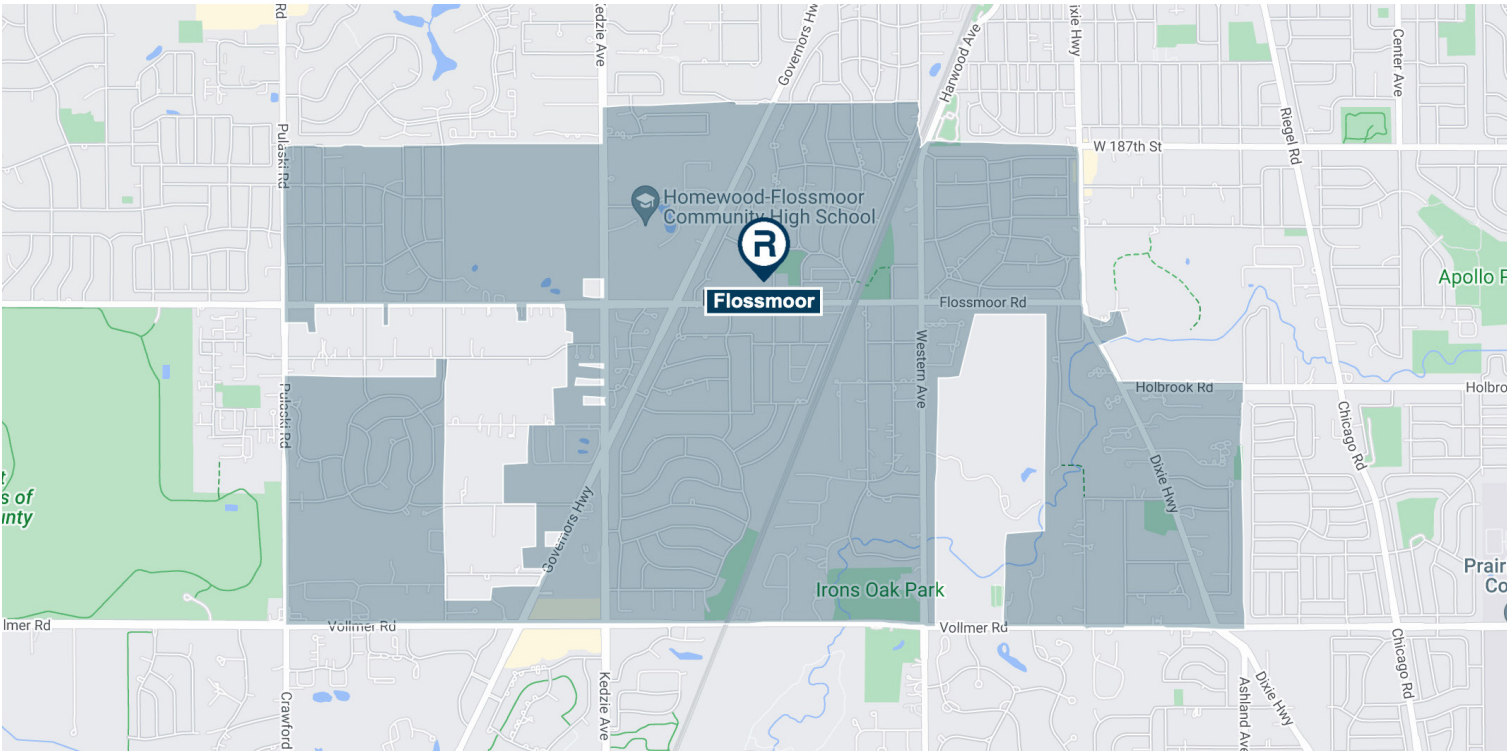 Rd
Kedzie Ave
Governors Hwy
Harwood Ave
Dixie Hwy
Center Ave
Riegel Rd
Pulaski Rd
W 187th St
Homewood-Flossmoor
Community High School
R
Flossmoor
Flossmoor Rd
Apollo P
Western Ave
Pulaski Rd
Holbrook Rd
Holbro
Chicago Rd
Dixie Hwy
t
s of
unty
Governors Hwy
Irons Oak Park
Prair
Co
lmer Rd
Vollmer Rd
Vollmer Rd
Crawford
Kedzie Ave
Ashland Av
Dixie Hwy
Chicago Rd